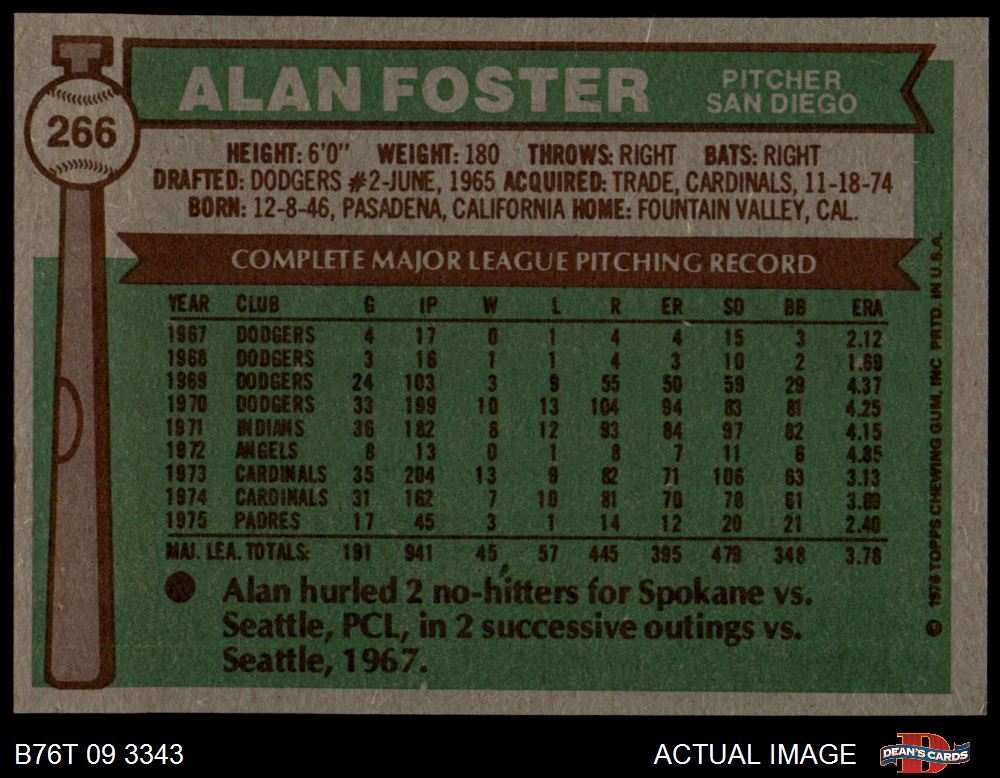 266
ALAN FOSTER
PITCHER
SAN DIEGO
HEIGHT: 6'0" WEIGHT: 180 THROWS: RIGHT BATS: RIGHT
DRAFTED: DODGERS #2-JUNE, 1965 ACQUIRED: TRADE, CARDINALS, 11-18-74
BORN: 12-8-46, PASADENA, CALIFORNIA HOME: FOUNTAIN VALLEY, CAL.
COMPLETE MAJOR LEAGUE PITCHING RECORD
YEAR CLUB G IP W L R ER SO BB ERA
1967 DODGERS 4 17 0 1 4 4 15 3 2.12
1968 DODGERS 3 16 1 1 4 3 10 2 1.69
1969 DODGERS 24 103 3 9 55 50 59 29 4.37
1970 DODGERS 33 199 10 13 104 94 83 81 4.25
1971 INDIANS 36 182 8 12 93 84 97 82 4.15
1972 ANGELS 8 13 0 1 8 7 11 6 4.85
1973 CARDINALS 35 204 13 9 82 71 106 63 3.13
1974 CARDINALS 31 162 7 10 81 70 78 61 3.89
1975 PADRES 17 45 3 1 14 12 20 21 2.40
MAJ. LEA. TOTALS: 191 941 45 57 445 395 479 348 3.78
Alan hurled 2 no-hitters for Spokane vs.
Seattle, PCL, in 2 successive outings vs.
Seattle, 1967.
© 1976 TOPPS CHEWING GUM, INC PRTD. IN U.S.A.
B76T 09 3343
ACTUAL IMAGE
DEAN'S CARDS